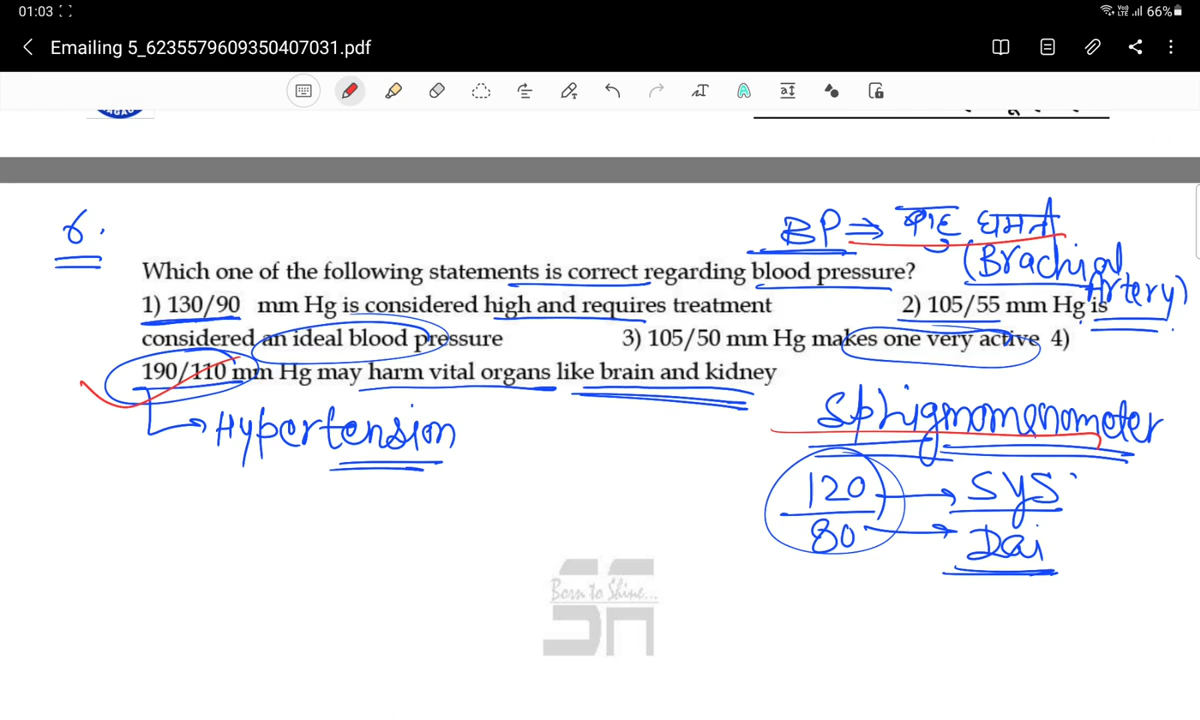 01:03
66%
Emailing 5_6235579609350407031.pdf
6.
BP ⇒ बाहु धमनी
(Brachial Artery)
Which one of the following statements is correct regarding blood pressure?
1) 130/90 mm Hg is considered high and requires treatment 2) 105/55 mm Hg is
considered an ideal blood pressure 3) 105/50 mm Hg makes one very active 4)
190/110 mm Hg may harm vital organs like brain and kidney
Hypertension
Sphigmomanometer
120 → SYS
80 → Dai
Born to Shine...